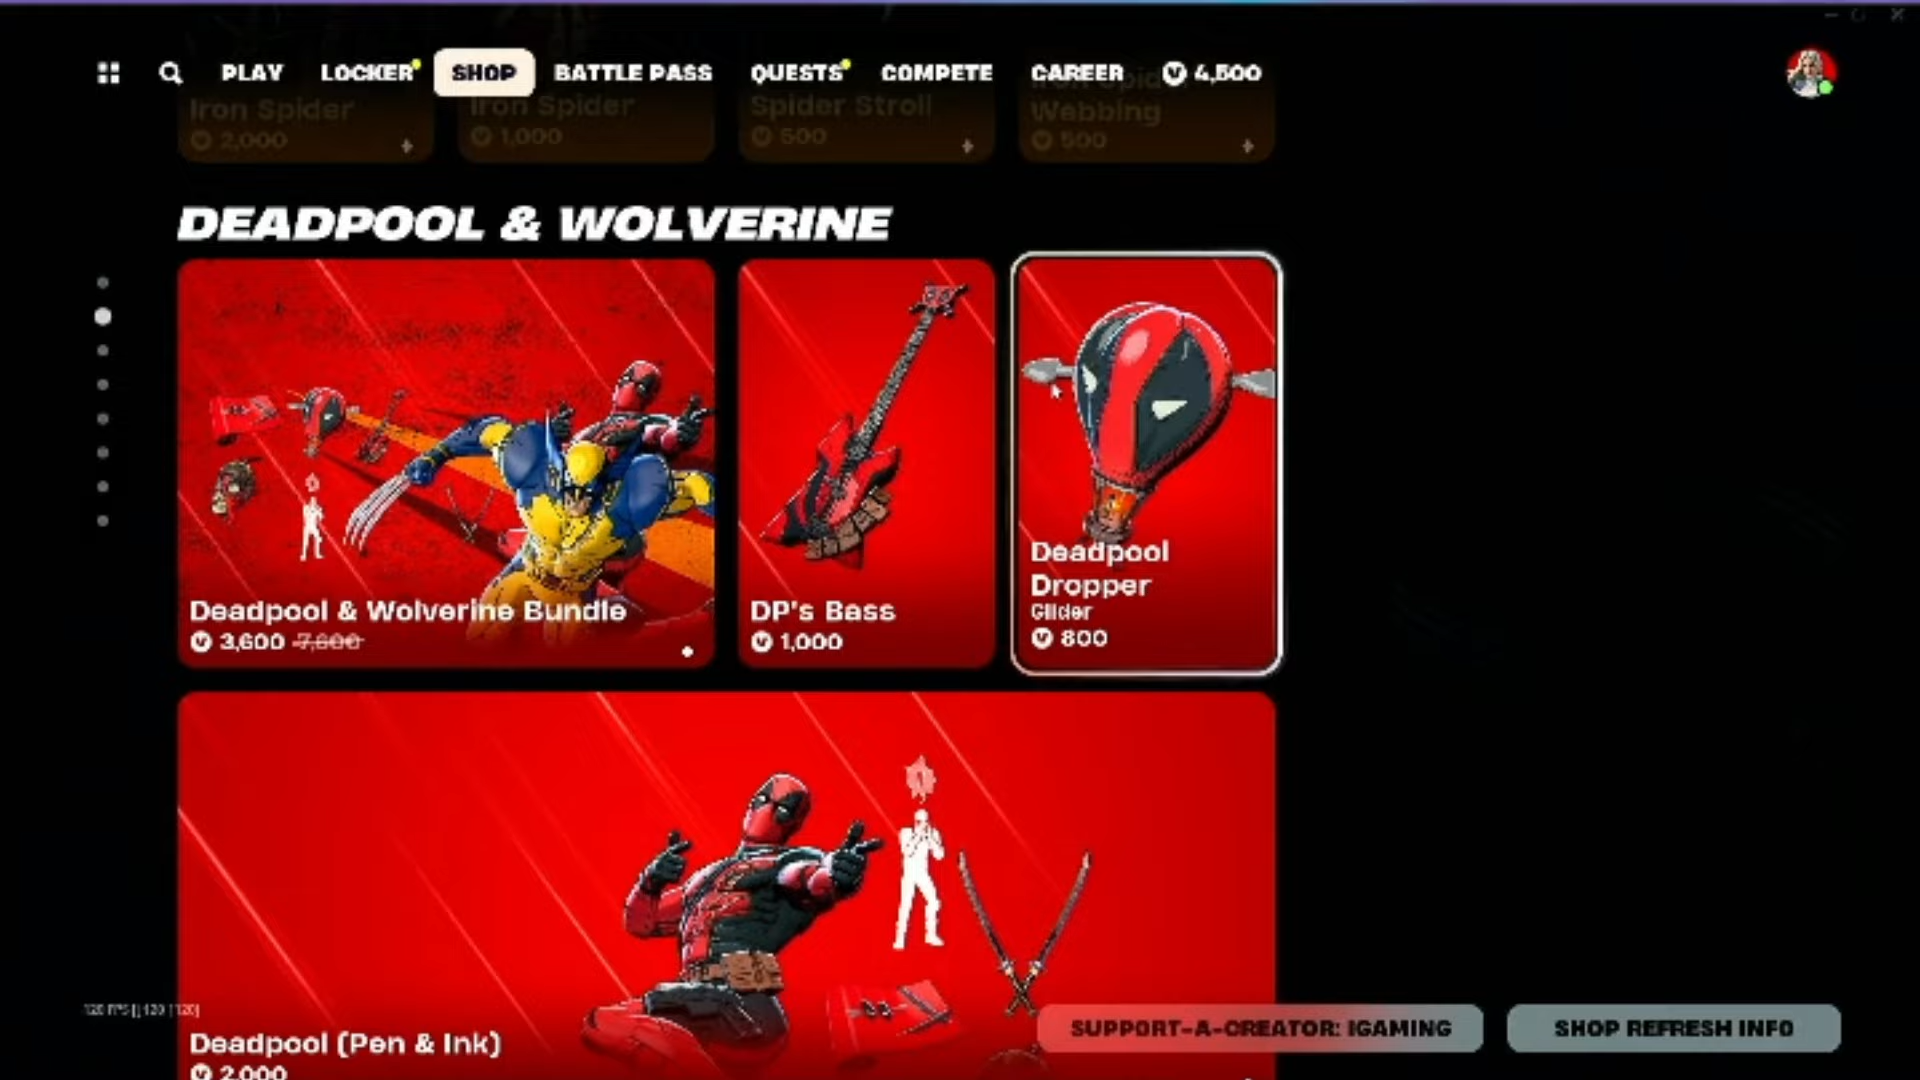 PLAY LOCKER SHOP BATTLE PASS QUESTS COMPETE CAREER 4,500
Iron Spider
2,000
Iron Spider
1,000
Spider Stroll
500
Webbing
500
DEADPOOL & WOLVERINE
Deadpool & Wolverine Bundle
3,600 7,600
DP's Bass
1,000
Deadpool
Dropper
Glider
800
Deadpool (Pen & Ink)
2,000
SUPPORT-A-CREATOR: IGAMING
SHOP REFRESH INFO